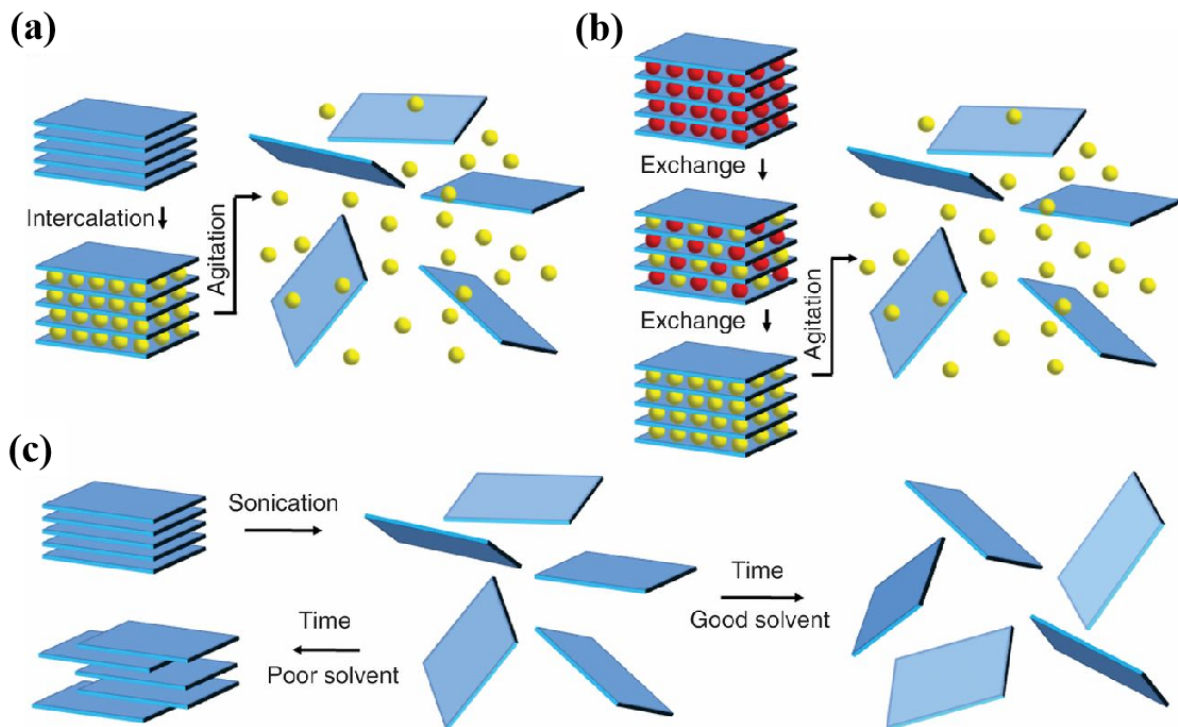 (a)
Intercalation
Agitation
(b)
Exchange
Exchange
Agitation
(c)
Sonication
Time
Poor solvent
Time
Good solvent